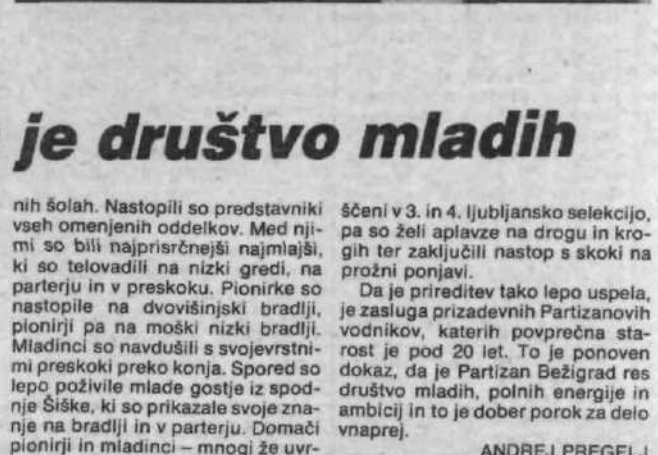 je društvo mladih
nih šolah. Nastopili so predstavniki
vseh omenjenih oddelkov. Med nji-
mi so bili najprisrčnejši najmlajši,
ki so telovadili na nizki gredi, na
parterju in v preskoku. Pionirke so
nastopile na dvovišinjski bradlji,
pionirji pa na moški nizki bradlji.
Mladinci so navdušili s svojevrstni-
mi preskoki preko konja. Spored so
lepo poživile mlade gostje iz spod-
nje Šiške, ki so prikazale svoje zna-
nje na bradlji in v parterju. Domači
pionirji in mladinci – mnogi že uvr-
ščeni v 3. in 4. ljubljansko selekcijo,
pa so želi aplavze na drogu in kro-
gih ter zaključili nastop s skoki na
prožni ponjavi.
Da je prireditev tako lepo uspela,
je zasluga prizadevnih Partizanovih
vodnikov, katerih povprečna sta-
rost je pod 20 let. To je ponoven
dokaz, da je Partizan Bežigrad res
društvo mladih, polnih energije in
ambicij in to je dober porok za delo
vnaprej.
ANDREJ PREGELJ